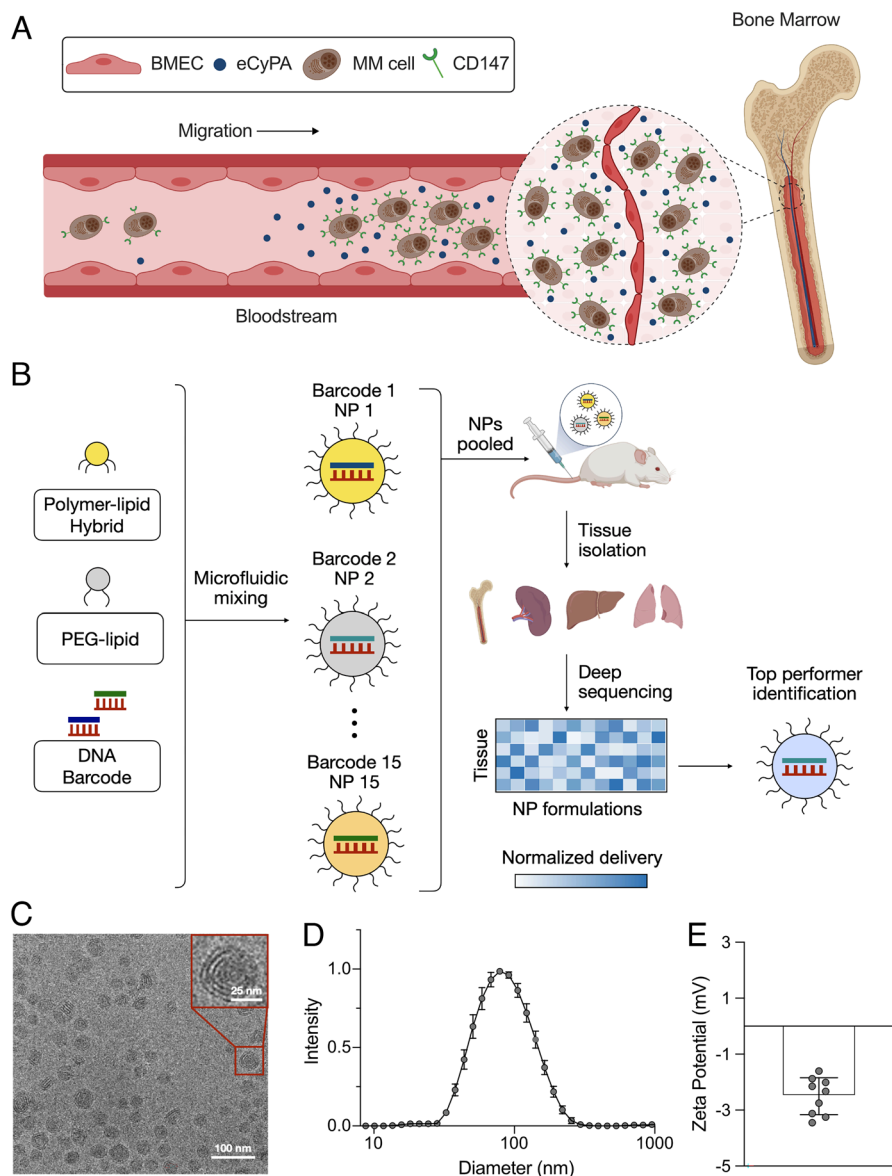 A
Bone Marrow
BMEC
eCyPA
MM cell
CD147
Migration
Bloodstream
B
Polymer-lipid
Hybrid
PEG-lipid
DNA
Barcode
Microfluidic
mixing
Barcode 1
NP 1
Barcode 2
NP 2
Barcode 15
NP 15
NPs
pooled
Tissue
isolation
Deep
sequencing
Tissue
NP formulations
Normalized delivery
Top performer
identification
C
25 nm
100 nm
D
Intensity
1.0
0.5
0.0
10
100
1000
Diameter (nm)
E
Zeta Potential (mV)
3
1
-1
-3
-5